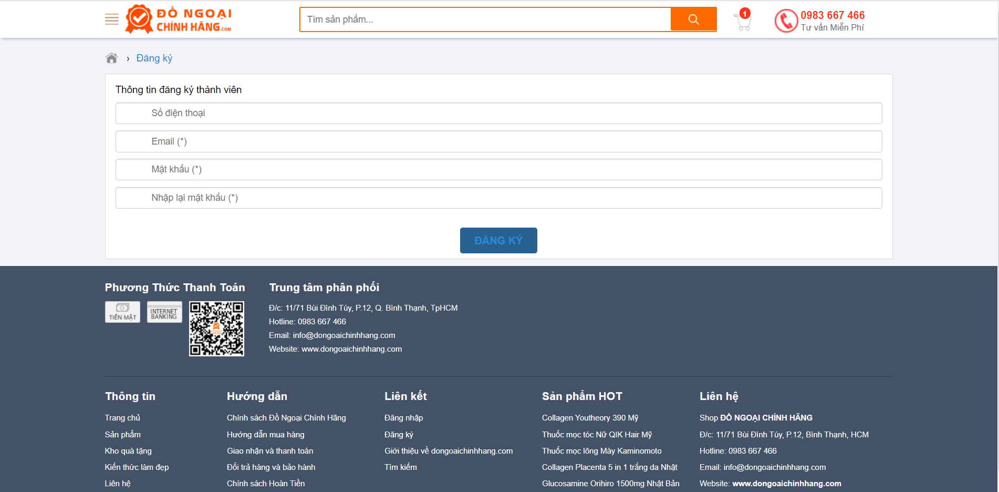 ĐỒ NGOẠI
CHÍNH HÃNG.COM
Tìm sản phẩm...
1
0983 667 466
Tư vấn Miễn Phí
› Đăng ký
Thông tin đăng ký thành viên
Số điện thoại
Email (*)
Mật khẩu (*)
Nhập lại mật khẩu (*)
ĐĂNG KÝ
Phương Thức Thanh Toán
TIỀN MẶT
INTERNET
BANKING
Trung tâm phân phối
Đ/c: 11/71 Bùi Đình Túy, P.12, Q. Bình Thạnh, TpHCM
Hotline: 0983 667 466
Email: info@dongoaichinhhang.com
Website: www.dongoaichinhhang.com
Thông tin
Trang chủ
Sản phẩm
Kho quà tặng
Kiến thức làm đẹp
Liên hệ
Hướng dẫn
Chính sách Đồ Ngoại Chính Hãng
Hướng dẫn mua hàng
Giao nhận và thanh toán
Đổi trả hàng và bảo hành
Chính sách Hoàn Tiền
Liên kết
Đăng nhập
Đăng ký
Giới thiệu về dongoaichinhhang.com
Tìm kiếm
Sản phẩm HOT
Collagen Youtheory 390 Mỹ
Thuốc mọc tóc Nữ QIK Hair Mỹ
Thuốc mọc lông Mày Kaminomoto
Collagen Placenta 5 in 1 trắng da Nhật
Glucosamine Orihiro 1500mg Nhật Bản
Liên hệ
Shop ĐỒ NGOẠI CHÍNH HÃNG
Đ/c: 11/71 Bùi Đình Túy, P.12, Bình Thạnh, HCM
Hotline: 0983 667 466
Email: info@dongoaichinhhang.com
Website: www.dongoaichinhhang.com